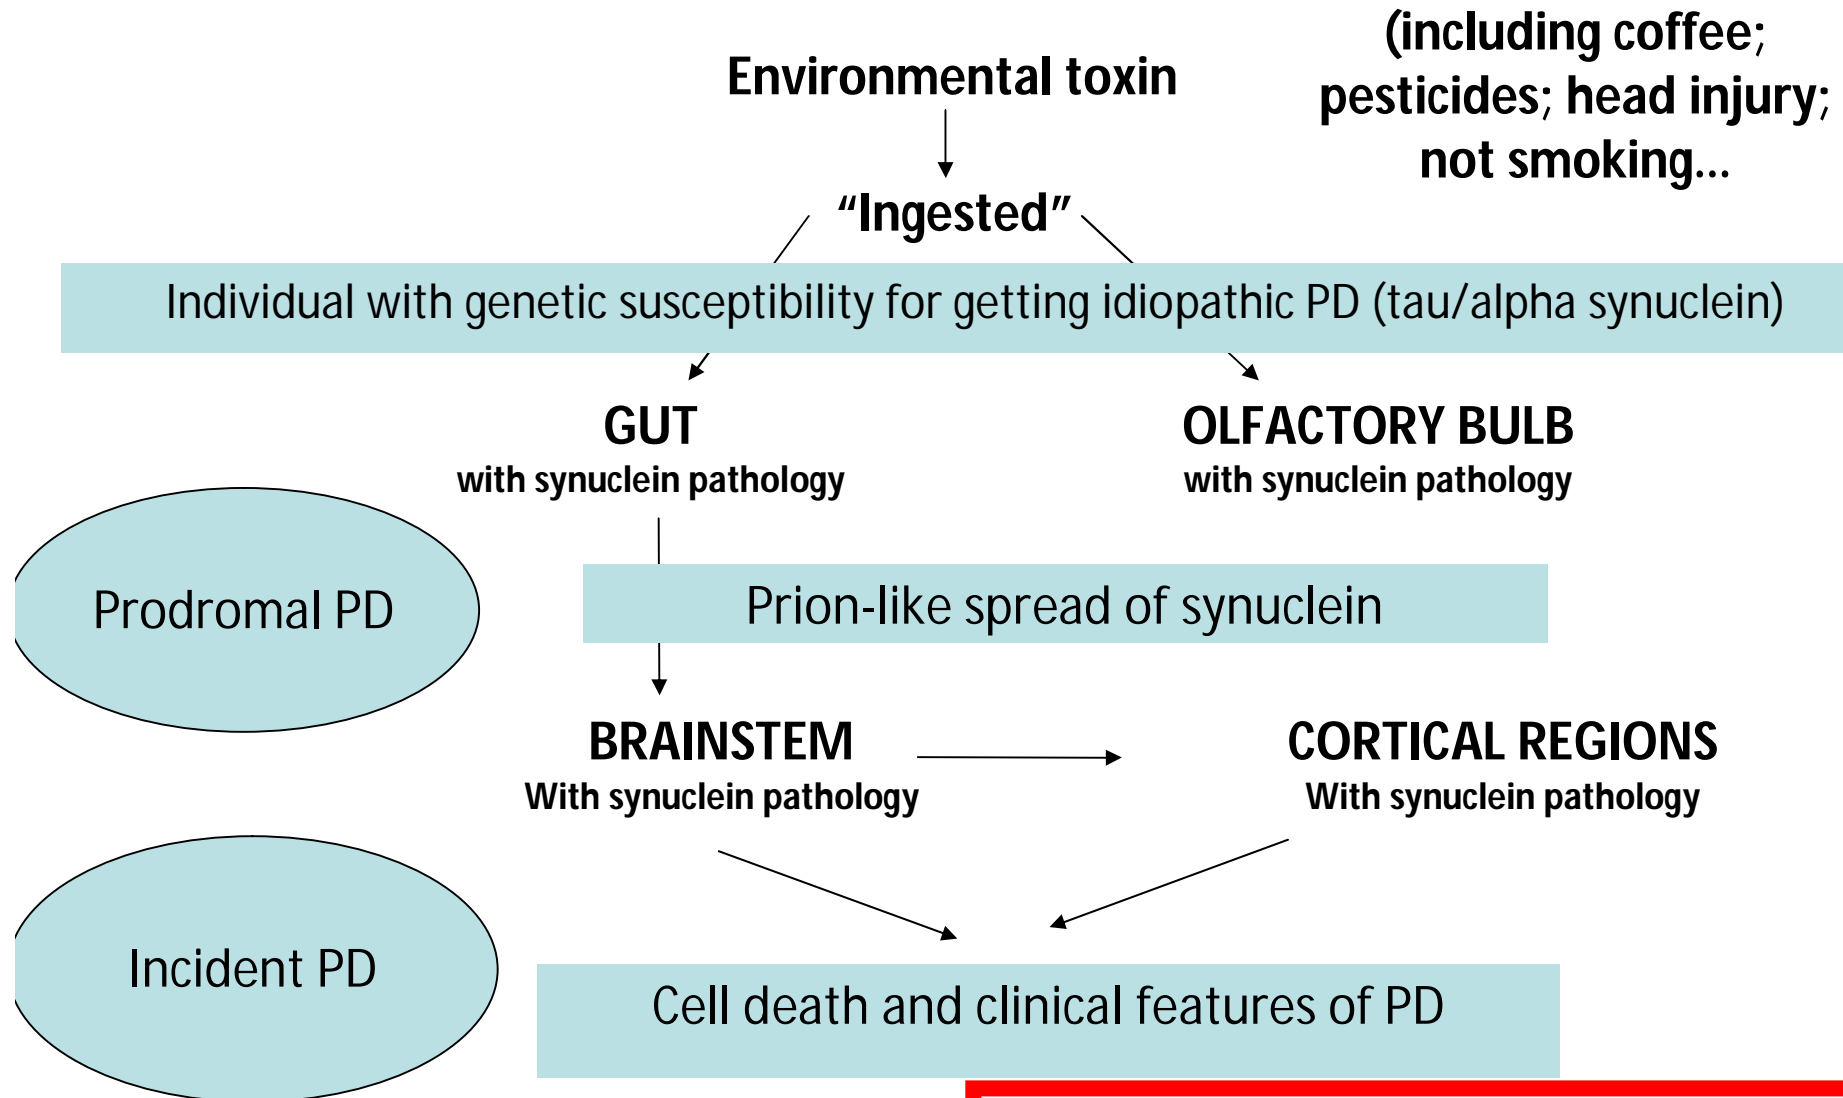 (including coffee;
pesticides; head injury;
not smoking...
Environmental toxin
“Ingested”
Individual with genetic susceptibility for getting idiopathic PD (tau/alpha synuclein)
GUT
with synuclein pathology
OLFACTORY BULB
with synuclein pathology
Prodromal PD
Prion-like spread of synuclein
BRAINSTEM
With synuclein pathology
CORTICAL REGIONS
With synuclein pathology
Incident PD
Cell death and clinical features of PD